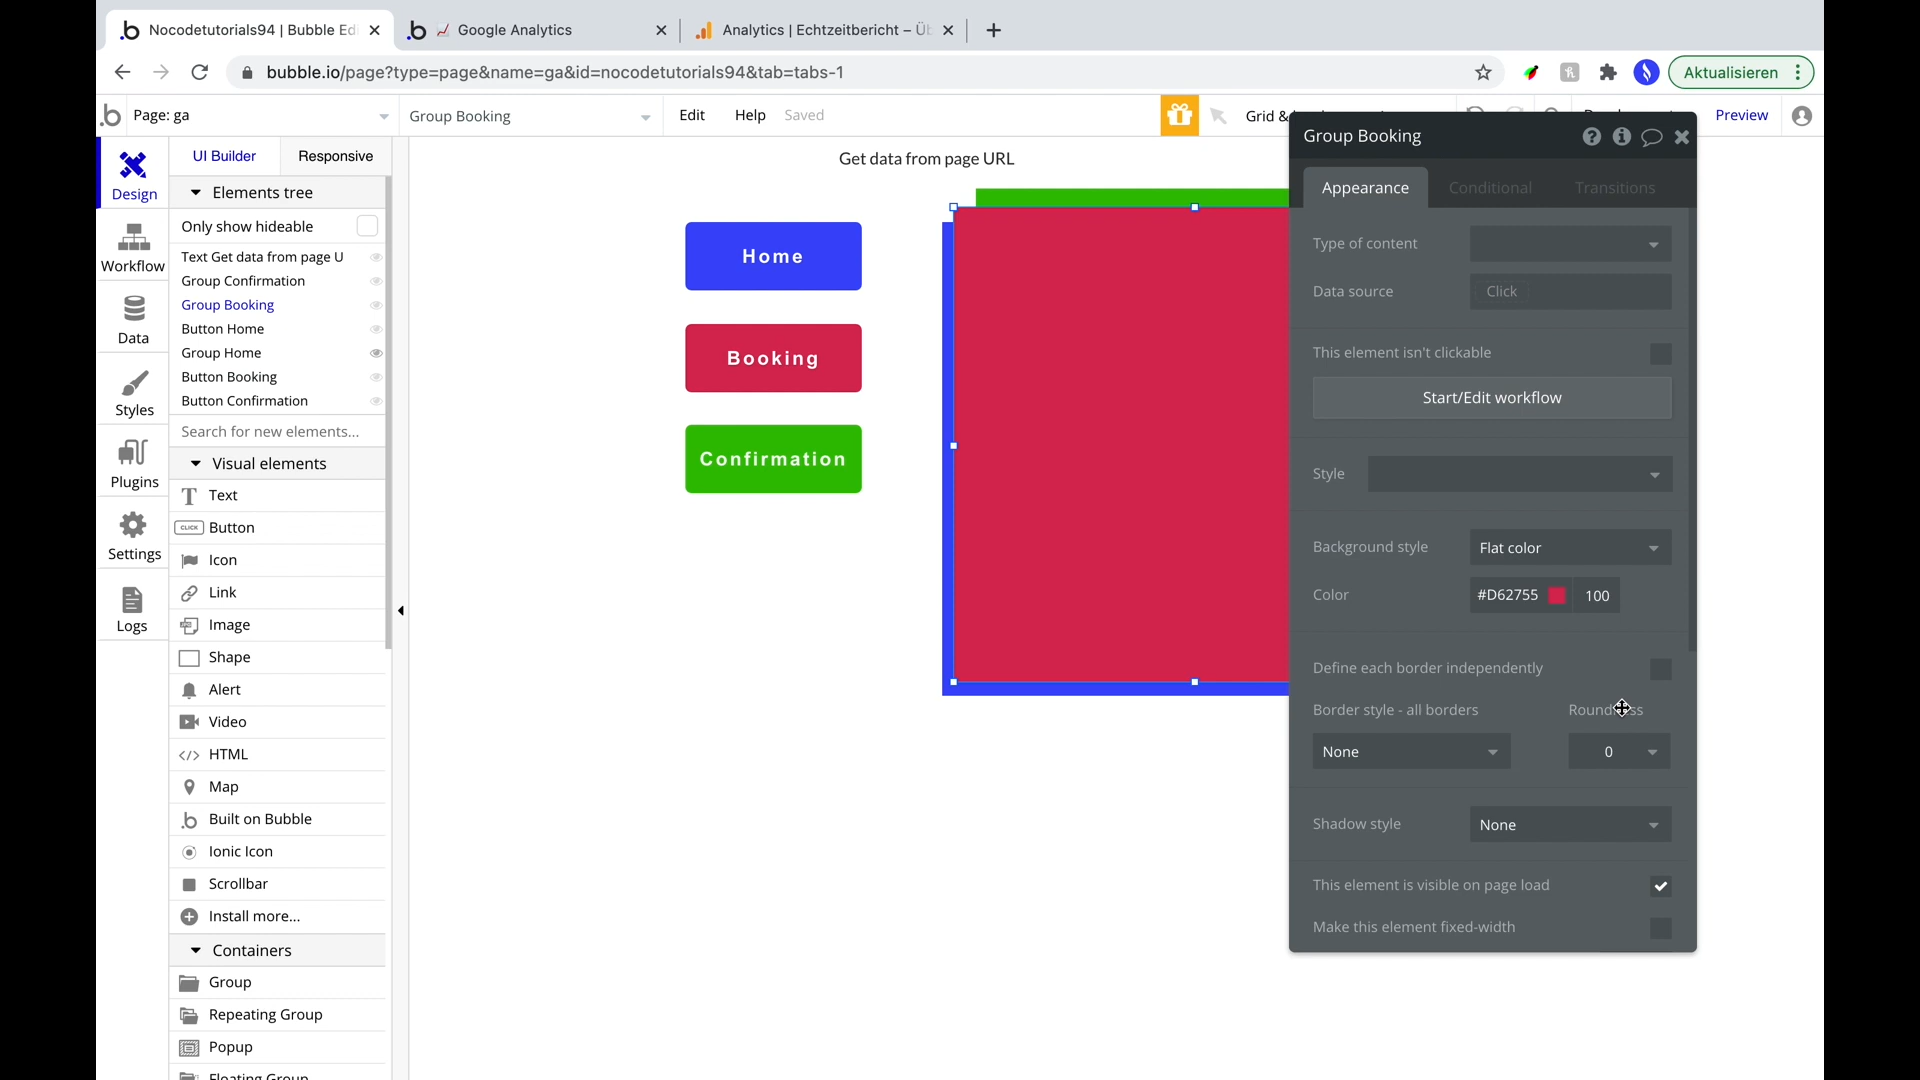 Nocodetutorials94 | Bubble Ed
Google Analytics
Analytics | Echtzeitbericht – Üb
bubble.io/page?type=page&name=ga&id=nocodetutorials94&tab=tabs-1
Aktualisieren
Page: ga
Group Booking
Edit
Help
Saved
Grid &
Preview
Design
Workflow
Data
Styles
Plugins
Settings
Logs
UI Builder
Responsive
Elements tree
Only show hideable
Text Get data from page U
Group Confirmation
Group Booking
Button Home
Group Home
Button Booking
Button Confirmation
Search for new elements...
Visual elements
Text
CLICK Button
Icon
Link
Image
Shape
Alert
Video
</> HTML
Map
Built on Bubble
Ionic Icon
Scrollbar
Install more...
Containers
Group
Repeating Group
Popup
Floating Group
Get data from page URL
Home
Booking
Confirmation
Group Booking
Appearance
Conditional
Transitions
Type of content
Data source
Click
This element isn't clickable
Start/Edit workflow
Style
Background style
Flat color
Color
#D62755
100
Define each border independently
Border style - all borders
Roundness
None
0
Shadow style
None
This element is visible on page load
Make this element fixed-width